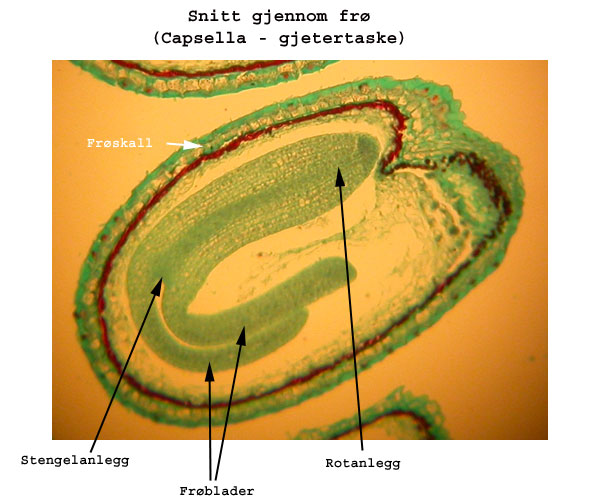 Snitt gjennom frø
(Capsella - gjetertaske)
Frøskall
Stengelanlegg
Rotanlegg
Frøblader